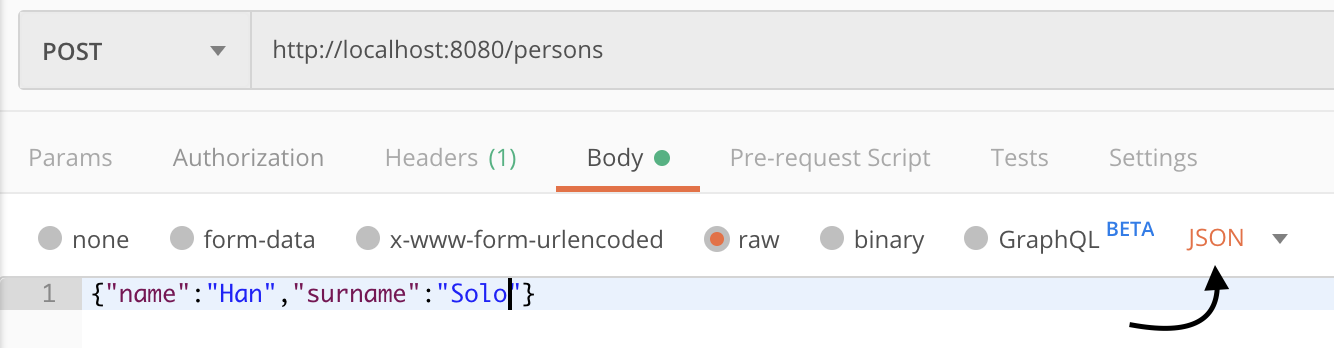 POST http://localhost:8080/persons
Params Authorization Headers (1) Body Pre-request Script Tests Settings
none form-data x-www-form-urlencoded raw binary GraphQL BETA JSON
1 {"name":"Han","surname":"Solo"}